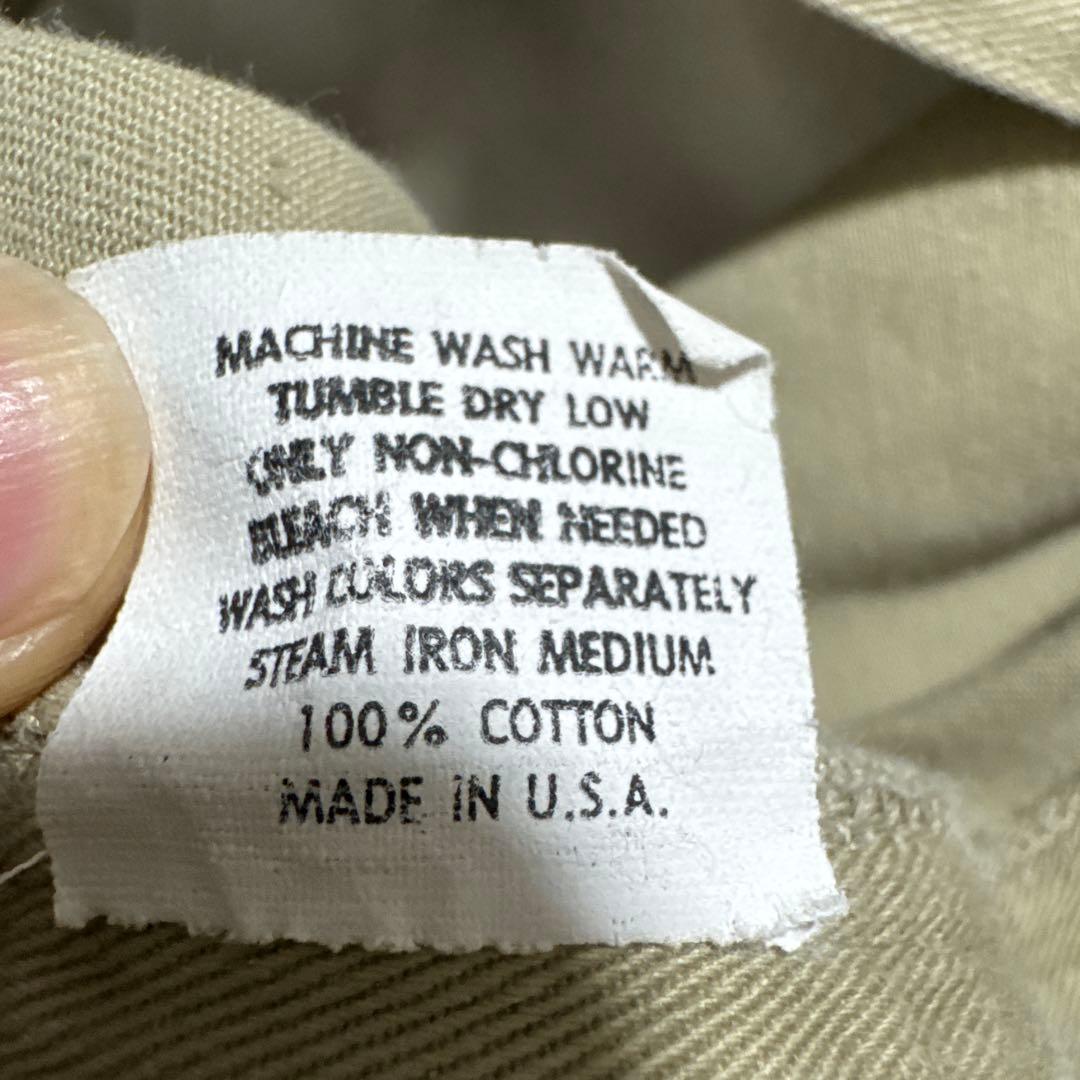 MACHINE WASH WARM
TUMBLE DRY LOW
ONLY NON-CHLORINE
BLEACH WHEN NEEDED
WASH COLORS SEPARATELY
STEAM IRON MEDIUM
100% COTTON
MADE IN U.S.A.